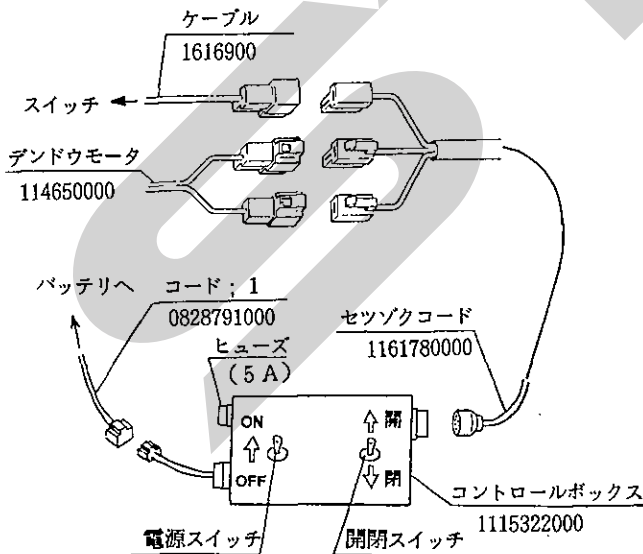 ケーブル
1616900
スイッチ
デンドウモータ
114650000
バッテリへ
コード；1
0828791000
ヒューズ
(5A)
セツゾクコード
1161780000
ON
OFF
開
閉
コントロールボックス
1115322000
電源スイッチ
開閉スイッチ